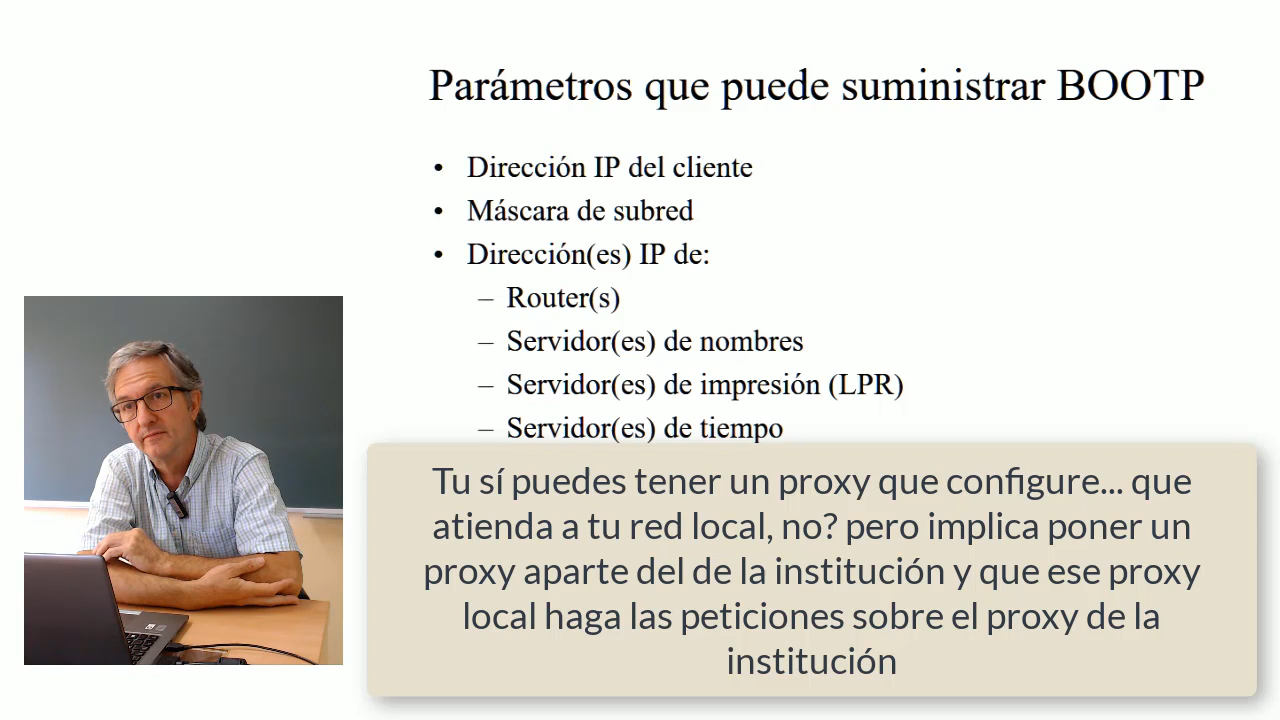 Parámetros que puede suministrar BOOTP
• Dirección IP del cliente
• Máscara de subred
• Dirección(es) IP de:
– Router(s)
– Servidor(es) de nombres
– Servidor(es) de impresión (LPR)
– Servidor(es) de tiempo
Tu sí puedes tener un proxy que configure... que
atienda a tu red local, no? pero implica poner un
proxy aparte del de la institución y que ese proxy
local haga las peticiones sobre el proxy de la
institución